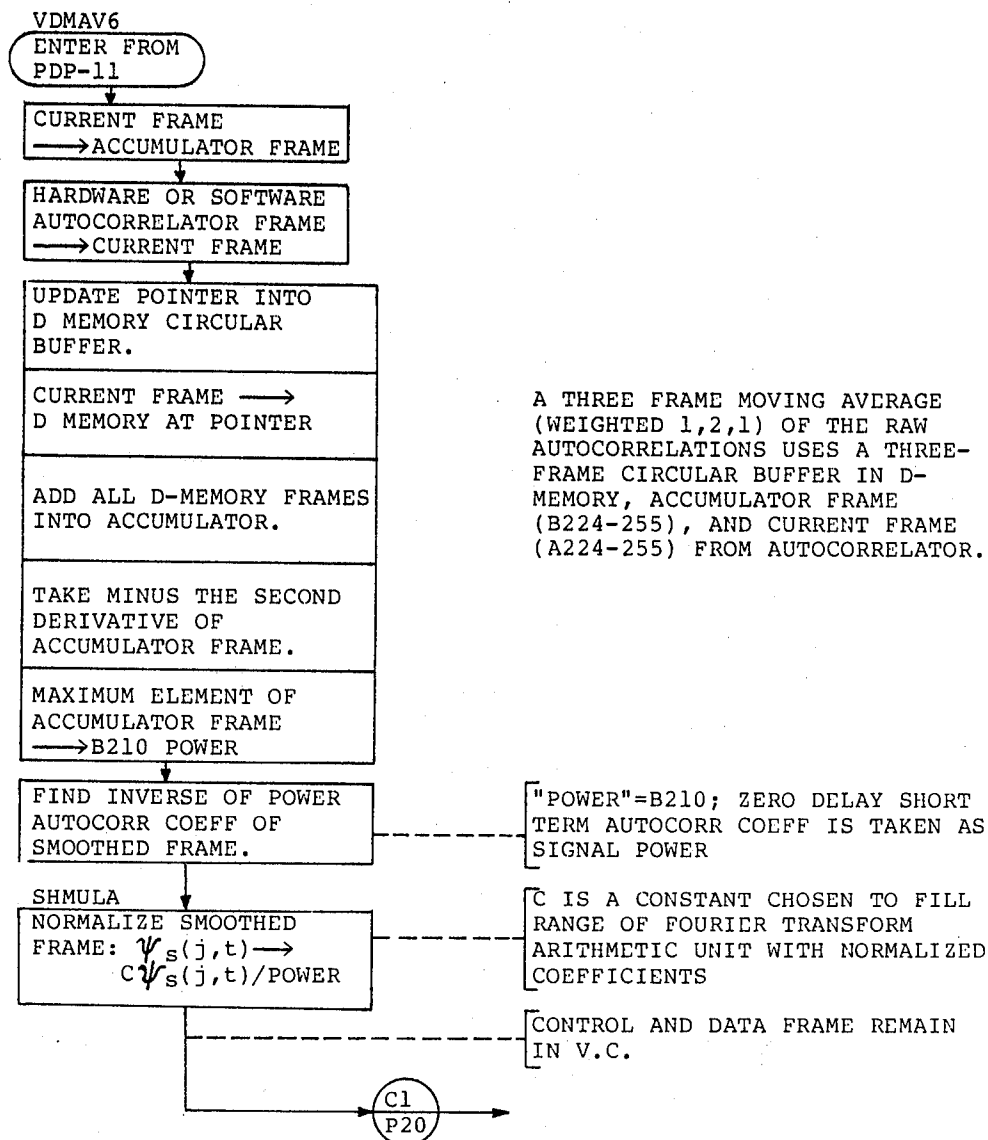 VDMAV6
ENTER FROM
PDP-11
CURRENT FRAME
⟶ACCUMULATOR FRAME
HARDWARE OR SOFTWARE
AUTOCORRELATOR FRAME
⟶CURRENT FRAME
UPDATE POINTER INTO
D MEMORY CIRCULAR
BUFFER.
CURRENT FRAME ⟶
D MEMORY AT POINTER
ADD ALL D-MEMORY FRAMES
INTO ACCUMULATOR.
TAKE MINUS THE SECOND
DERIVATIVE OF
ACCUMULATOR FRAME.
MAXIMUM ELEMENT OF
ACCUMULATOR FRAME
⟶B210 POWER
A THREE FRAME MOVING AVERAGE
(WEIGHTED 1,2,1) OF THE RAW
AUTOCORRELATIONS USES A THREE-
FRAME CIRCULAR BUFFER IN D-
MEMORY, ACCUMULATOR FRAME
(B224-255), AND CURRENT FRAME
(A224-255) FROM AUTOCORRELATOR.
FIND INVERSE OF POWER
AUTOCORR COEFF OF
SMOOTHED FRAME.
"POWER"=B210; ZERO DELAY SHORT
TERM AUTOCORR COEFF IS TAKEN AS
SIGNAL POWER
SHMULA
NORMALIZE SMOOTHED
FRAME: ψs(j,t)⟶
Cψs(j,t)/POWER
C IS A CONSTANT CHOSEN TO FILL
RANGE OF FOURIER TRANSFORM
ARITHMETIC UNIT WITH NORMALIZED
COEFFICIENTS
CONTROL AND DATA FRAME REMAIN
IN V.C.
C1
P20